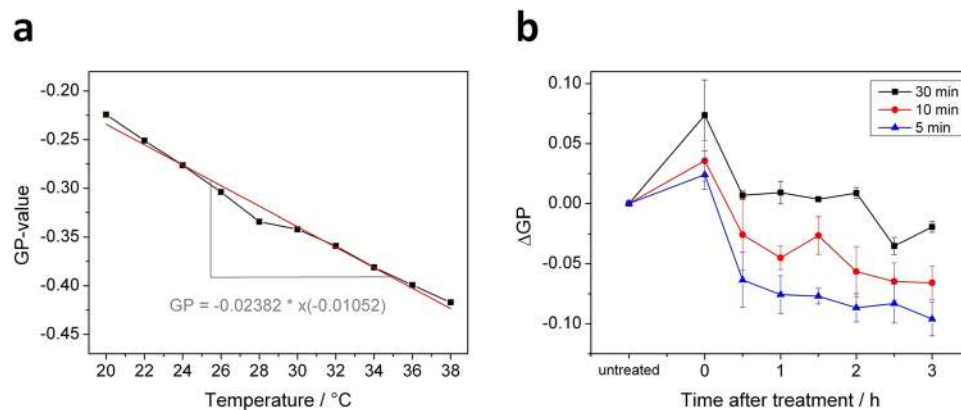 a
GP-value
-0.20
-0.25
-0.30
-0.35
-0.40
-0.45
GP = -0.02382 * x(-0.01052)
20 22 24 26 28 30 32 34 36 38
Temperature / °C
b
ΔGP
0.10
0.05
0.00
-0.05
-0.10
30 min
10 min
5 min
untreated 0 1 2 3
Time after treatment / h